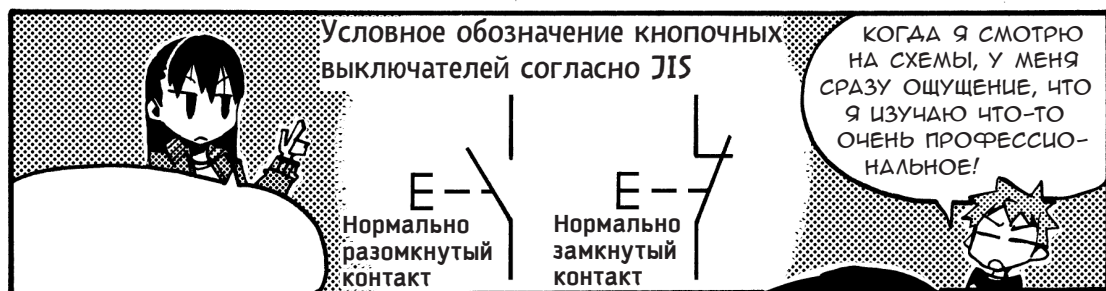 Условное обозначение кнопочных
выключателей согласно JIS
Нормально
разомкнутый
контакт
Нормально
замкнутый
контакт
КОГДА Я СМОТРЮ
НА СХЕМЫ, У МЕНЯ
СРАЗУ ОЩУЩЕНИЕ, ЧТО
Я ИЗУЧАЮ ЧТО-ТО
ОЧЕНЬ ПРОФЕССИО-
НАЛЬНОЕ!